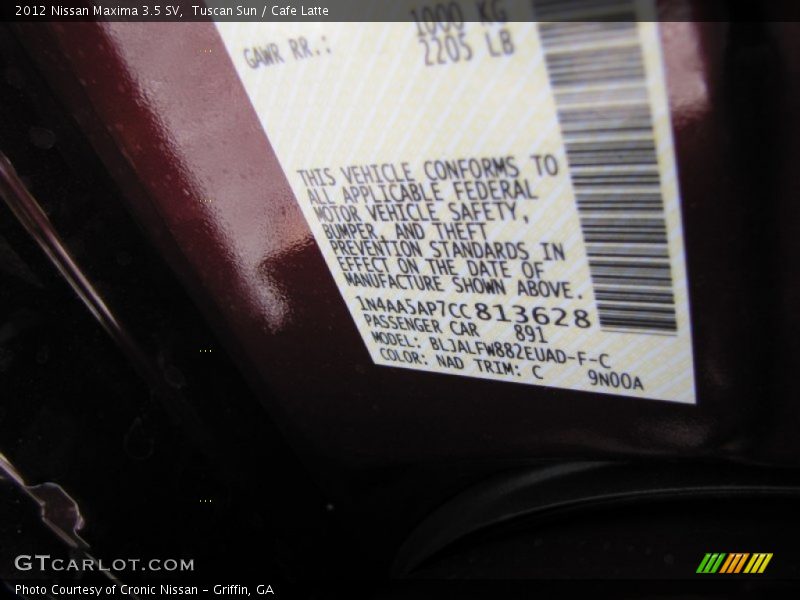 2012 Nissan Maxima 3.5 SV,  Tuscan Sun / Cafe Latte
1000 KG
GAWR RR.: 2205 LB
THIS VEHICLE CONFORMS TO
ALL APPLICABLE FEDERAL
MOTOR VEHICLE SAFETY,
BUMPER, AND THEFT
PREVENTION STANDARDS IN
EFFECT ON THE DATE OF
MANUFACTURE SHOWN ABOVE.
1N4AA5AP7CC813628
PASSENGER CAR 891
MODEL: BLJALFW882EUAD-F-C
COLOR: NAD TRIM: C 9N00A
GTCARLOT.COM
Photo Courtesy of Cronic Nissan - Griffin, GA